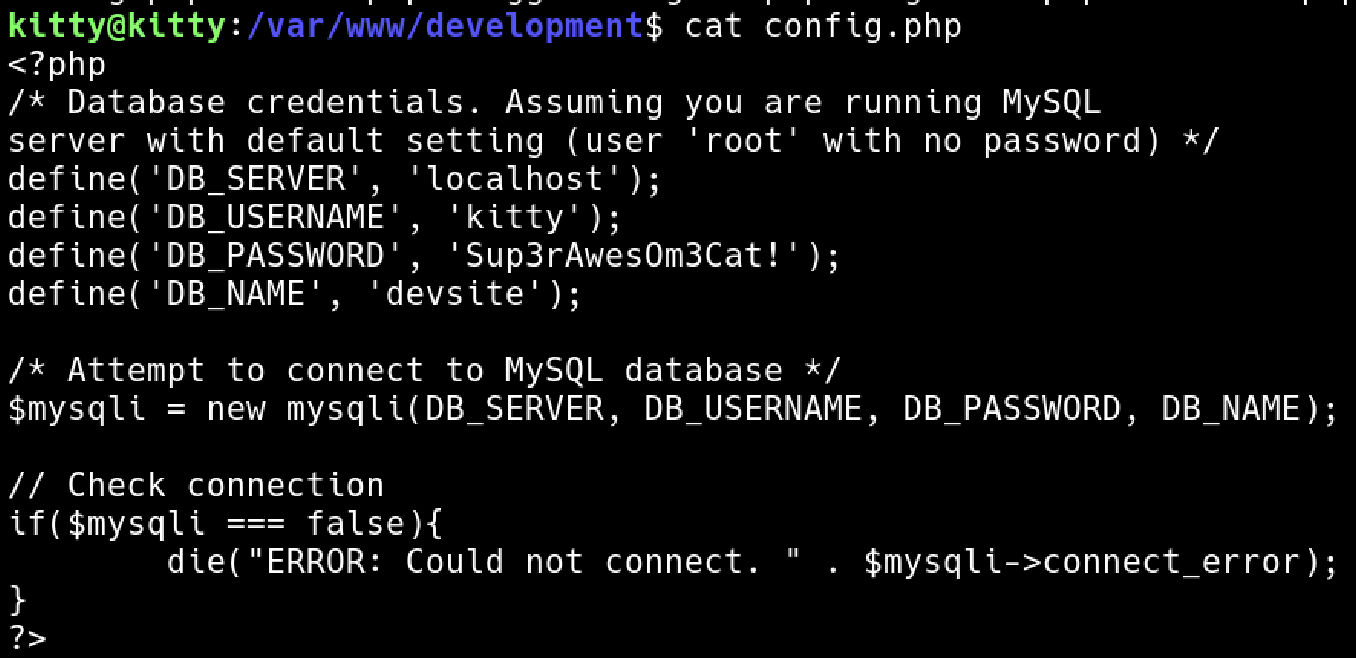 kitty@kitty:/var/www/development$ cat config.php
<?php
/* Database credentials. Assuming you are running MySQL
server with default setting (user 'root' with no password) */
define('DB_SERVER', 'localhost');
define('DB_USERNAME', 'kitty');
define('DB_PASSWORD', 'Sup3rAwesOm3Cat!');
define('DB_NAME', 'devsite');

/* Attempt to connect to MySQL database */
$mysqli = new mysqli(DB_SERVER, DB_USERNAME, DB_PASSWORD, DB_NAME);

// Check connection
if($mysqli === false){
        die("ERROR: Could not connect. " . $mysqli->connect_error);
}
?>